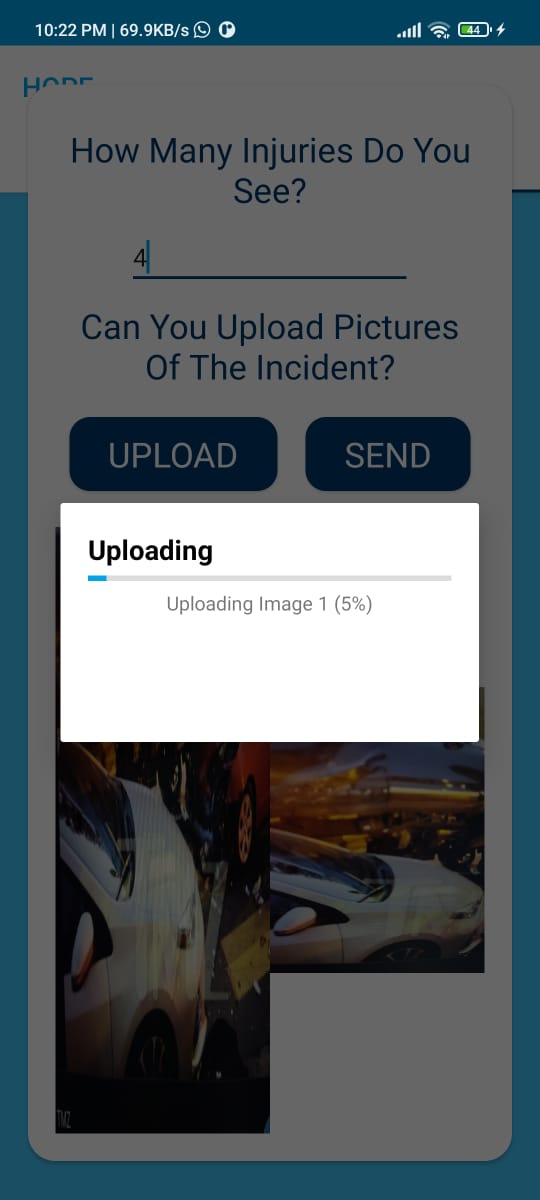 10:22 PM | 69.9KB/s
44
HOPE
How Many Injuries Do You
See?
4
Can You Upload Pictures
Of The Incident?
UPLOAD
SEND
Uploading
Uploading Image 1 (5%)
TMZ